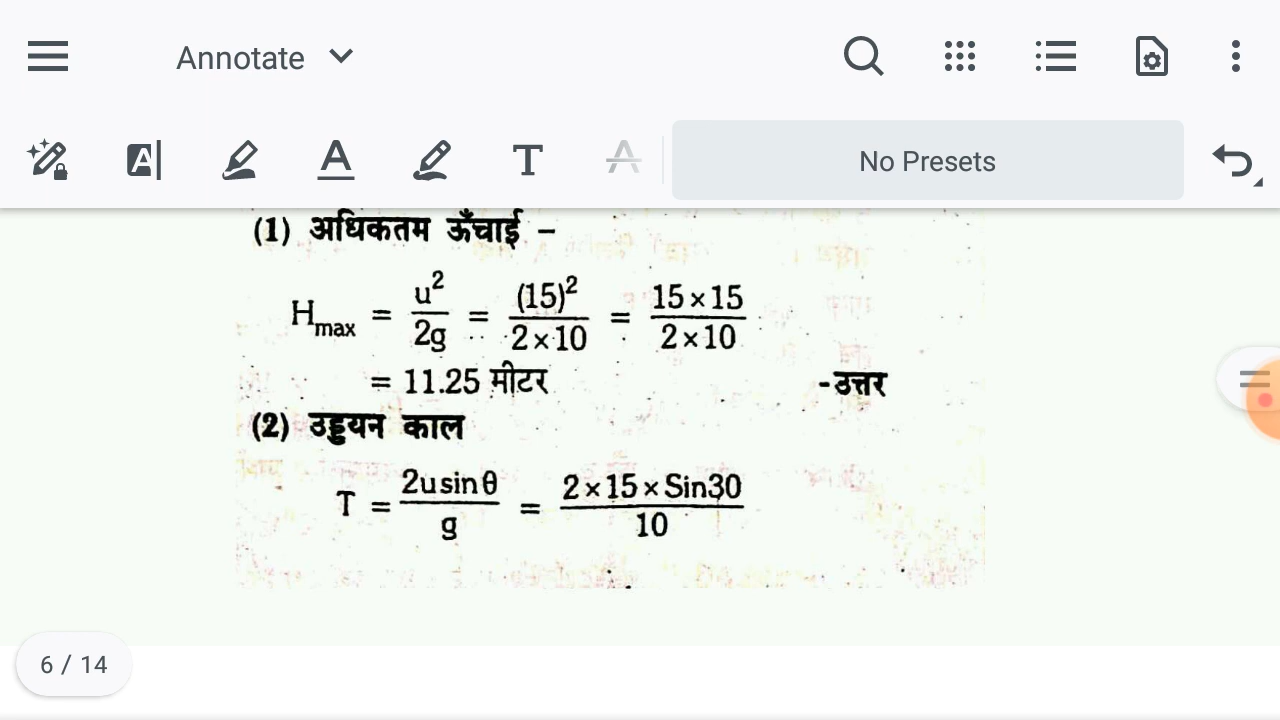 Annotate
No Presets
(1) अधिकतम ऊँचाई –
H_max = u²/2g = (15)²/2×10 = 15×15/2×10
= 11.25 मीटर -उत्तर
(2) उड्डयन काल
T = 2usinθ/g = 2×15×Sin30/10
6 / 14